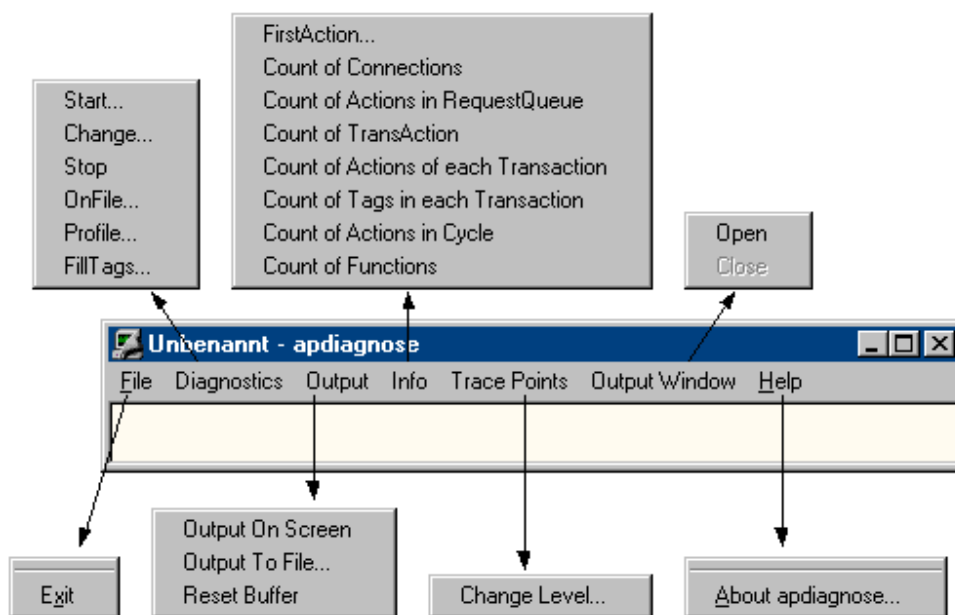 FirstAction...
Count of Connections
Count of Actions in RequestQueue
Count of TransAction
Count of Actions of each Transaction
Count of Tags in each Transaction
Count of Actions in Cycle
Count of Functions
Start...
Change...
Stop
OnFile...
Profile...
FillTags...
Open
Close
Unbenannt - apdiagnose
File Diagnostics Output Info Trace Points Output Window Help
Output On Screen
Output To File...
Reset Buffer
Exit
Change Level...
About apdiagnose...